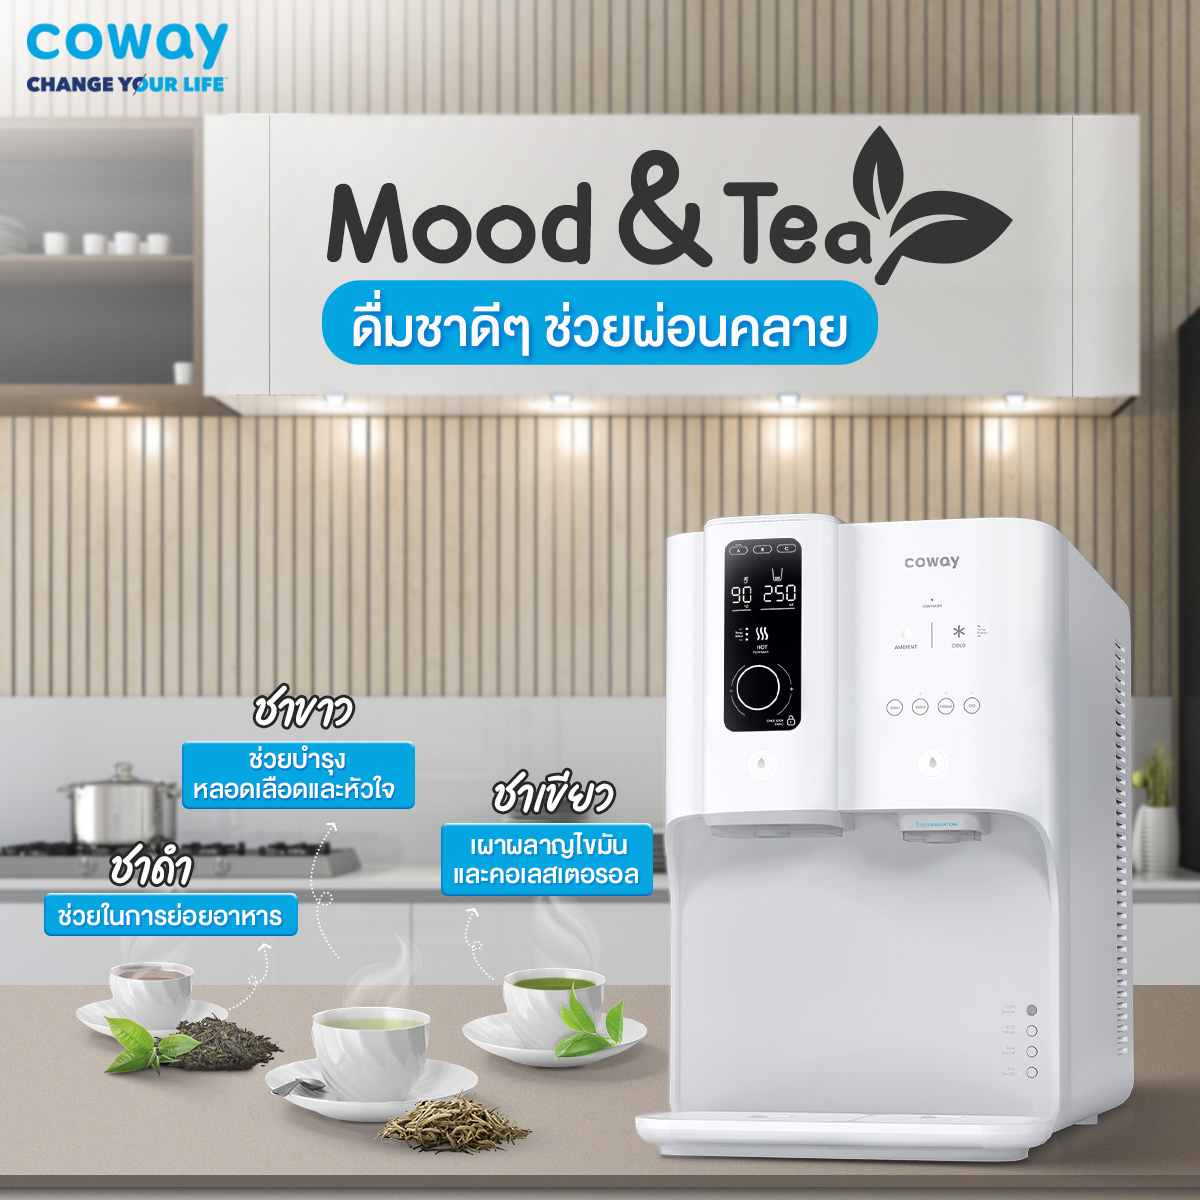 coway
CHANGE YOUR LIFE
Mood & Tea
ดื่มชาดีๆ ช่วยผ่อนคลาย
ชาขาว
ช่วยบำรุง
หลอดเลือดและหัวใจ
ชาเขียว
เผาผลาญไขมัน
และคอเลสเตอรอล
ชาดำ
ช่วยในการย่อยอาหาร
A B C
90 250
HOT
coway
AMBIENT COLD